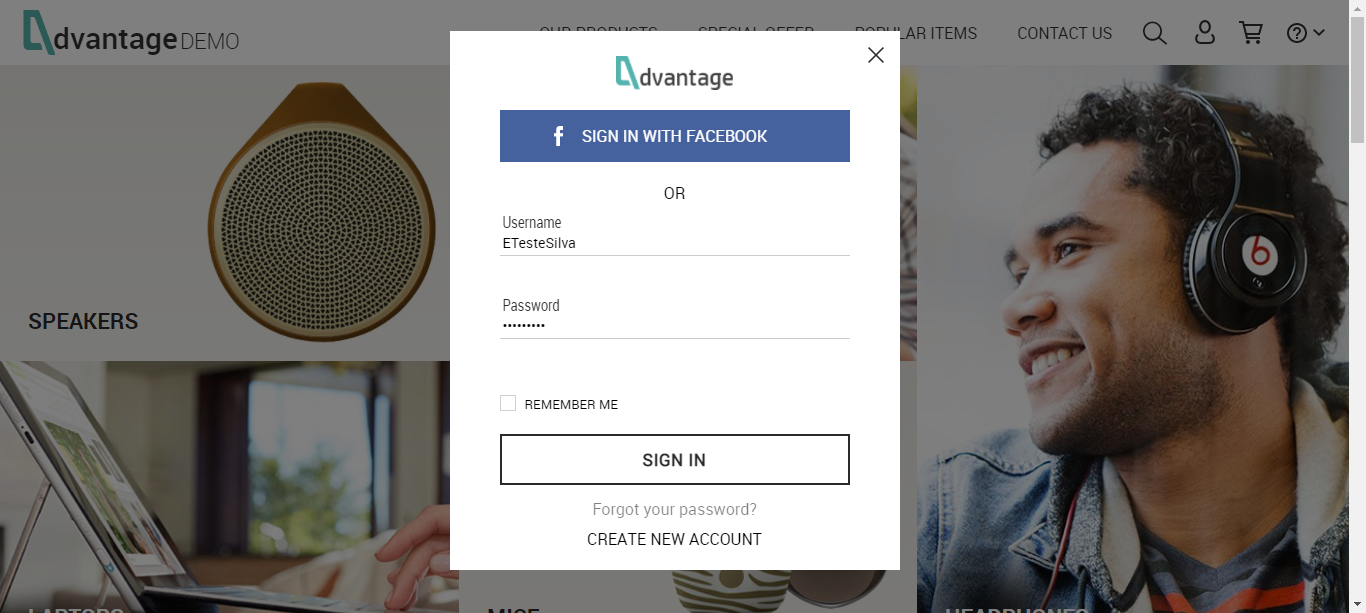 dvantage DEMO
OUR PRODUCTS SPECIAL OFFER POPULAR ITEMS CONTACT US
dvantage
SIGN IN WITH FACEBOOK
OR
Username
ETesteSilva
Password
•••••••••
REMEMBER ME
SIGN IN
Forgot your password?
CREATE NEW ACCOUNT
SPEAKERS
LAPTOPS
MICE
HEADPHONES